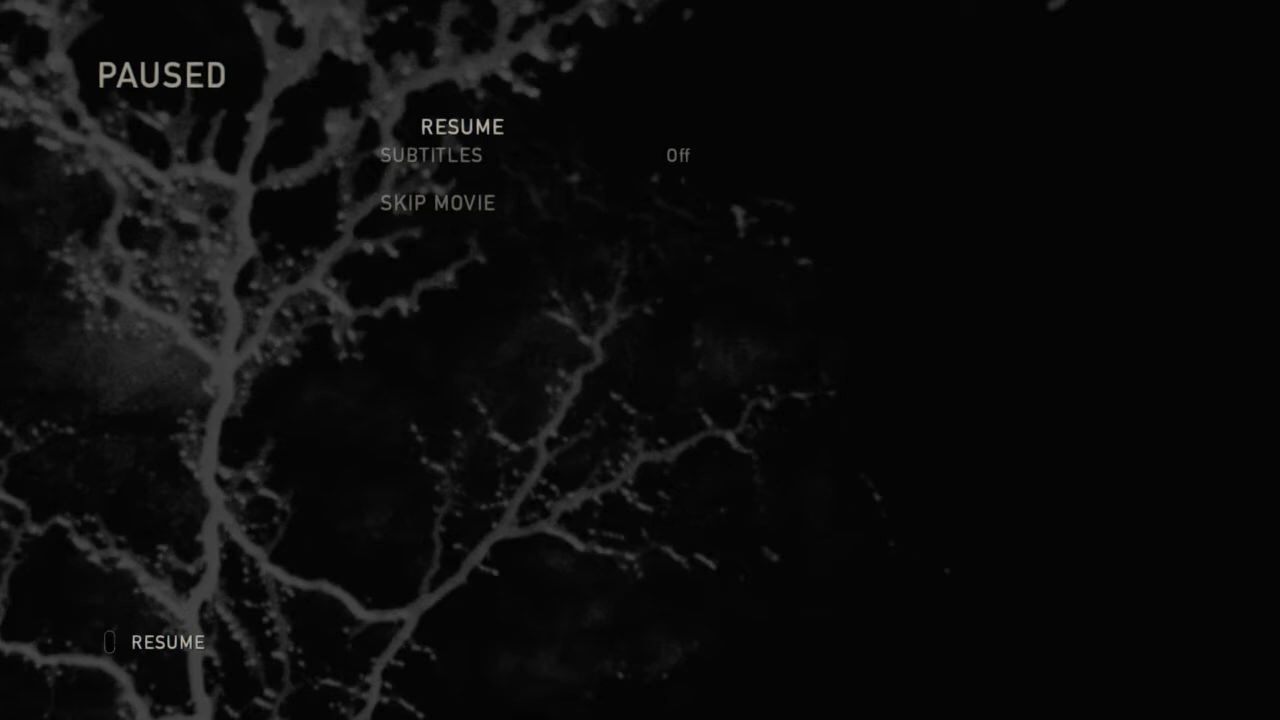 PAUSED
RESUME
SUBTITLES Off
SKIP MOVIE
RESUME